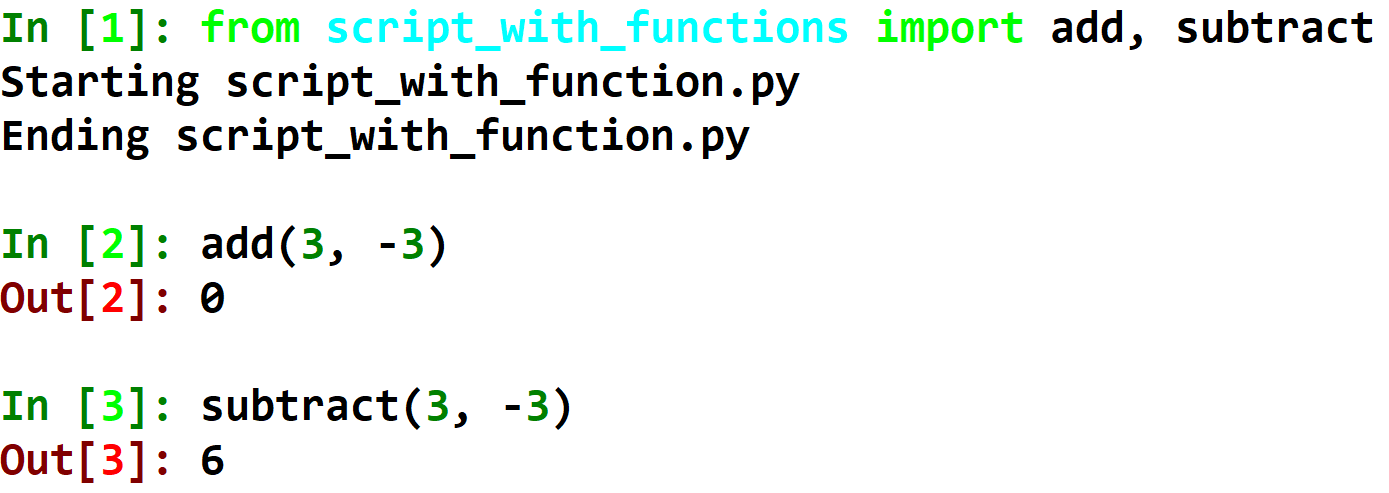 In [1]: from script_with_functions import add, subtract
Starting script_with_function.py
Ending script_with_function.py
In [2]: add(3, -3)
Out[2]: 0
In [3]: subtract(3, -3)
Out[3]: 6